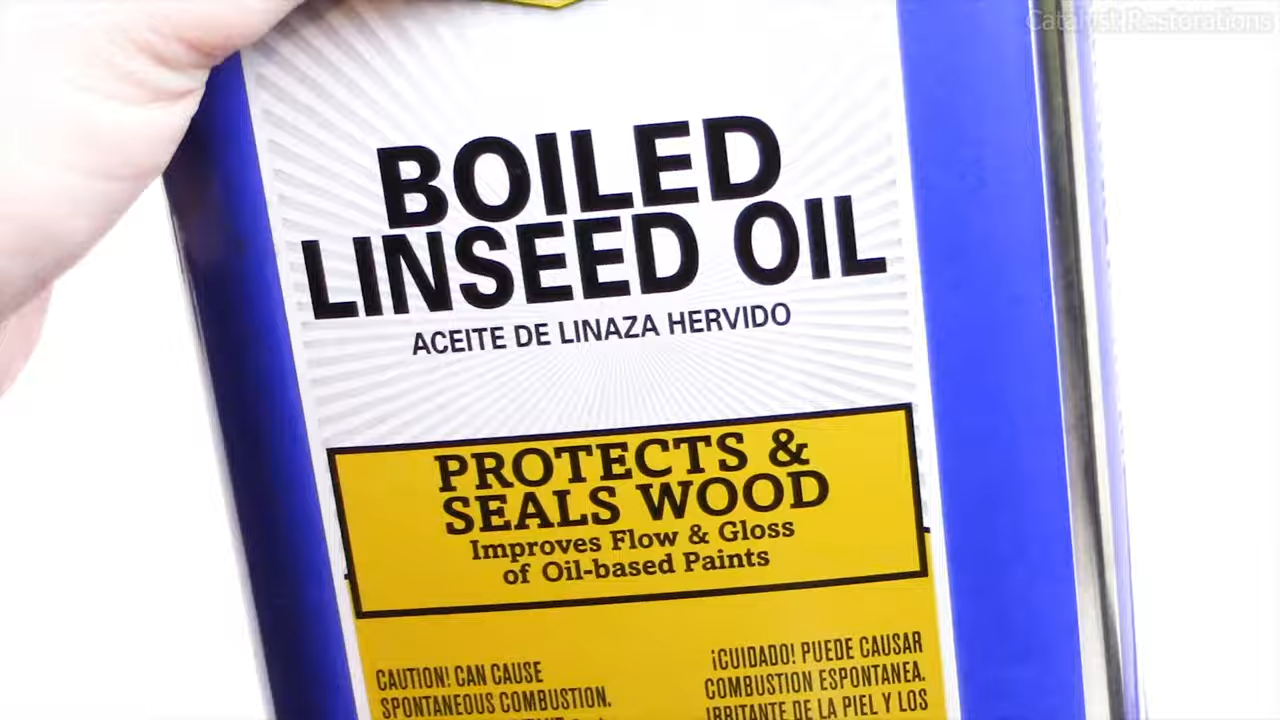 Catalyst Restorations
BOILED
LINSEED OIL
ACEITE DE LINAZA HERVIDO
PROTECTS &
SEALS WOOD
Improves Flow & Gloss
of Oil-based Paints
CAUTION! CAN CAUSE
SPONTANEOUS COMBUSTION.
¡CUIDADO! PUEDE CAUSAR
COMBUSTION ESPONTANEA.
IRRITANTE DE LA PIEL Y LOS